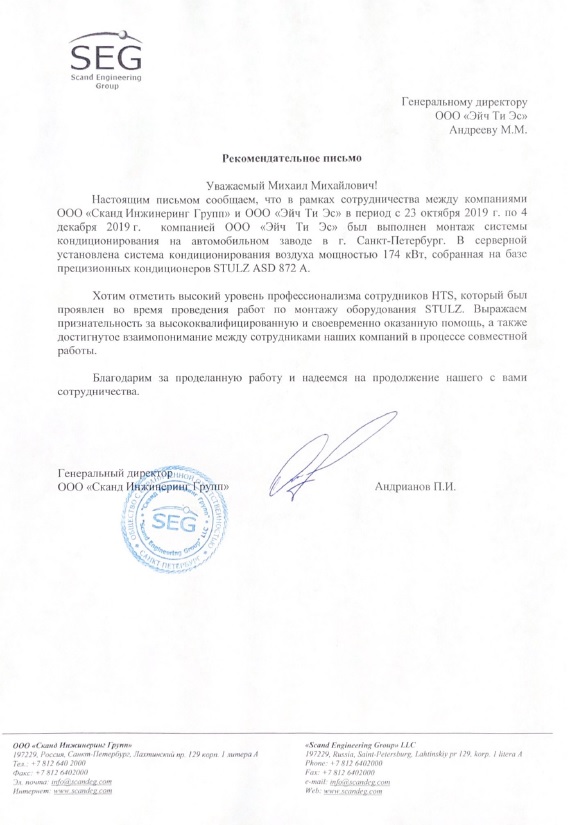 SEG
Scand Engineering
Group
Генеральному директору
ООО «Эйч Ти Эс»
Андрееву М.М.
Рекомендательное письмо
Уважаемый Михаил Михайлович!
Настоящим письмом сообщаем, что в рамках сотрудничества между компаниями
ООО «Сканд Инжиниринг Групп» и ООО «Эйч Ти Эс» в период с 23 октября 2019 г. по 4
декабря 2019 г. компанией ООО «Эйч Ти Эс» был выполнен монтаж системы
кондиционирования на автомобильном заводе в г. Санкт-Петербург. В серверной
установлена система кондиционирования воздуха мощностью 174 кВт, собранная на базе
прецизионных кондиционеров STULZ ASD 872 A.
Хотим отметить высокий уровень профессионализма сотрудников HTS, который был
проявлен во время проведения работ по монтажу оборудования STULZ. Выражаем
признательность за высококвалифицированную и своевременно оказанную помощь, а также
достигнутое взаимопонимание между сотрудниками наших компаний в процессе совместной
работы.
Благодарим за проделанную работу и надеемся на продолжение нашего с вами
сотрудничества.
Генеральный директор
ООО «Сканд Инжинеринг Групп»
Андрианов П.И.
ОБЩЕСТВО С ОГРАНИЧЕННОЙ ОТВЕТСТВЕННОСТЬЮ
"Сканд Инжинеринг Групп"
SEG
"Scand Engineering Group" LLC
САНКТ-ПЕТЕРБУРГ
ООО «Сканд Инжинеринг Групп»
197229, Россия, Санкт-Петербург, Лахтинский пр. 129 корп. 1 литера А
Тел.: +7 812 640 2000
Факс: +7 812 6402000
Эл. почта: info@scandeg.com
Интернет: www.scandeg.com
«Scand Engineering Group» LLC
197229, Russia, Saint-Petersburg, Lahtinskiy pr 129, korp. 1 litera A
Phone: +7 812 6402000
Fax: +7 812 6402000
e-mail: info@scandeg.com
Web: www.scandeg.com